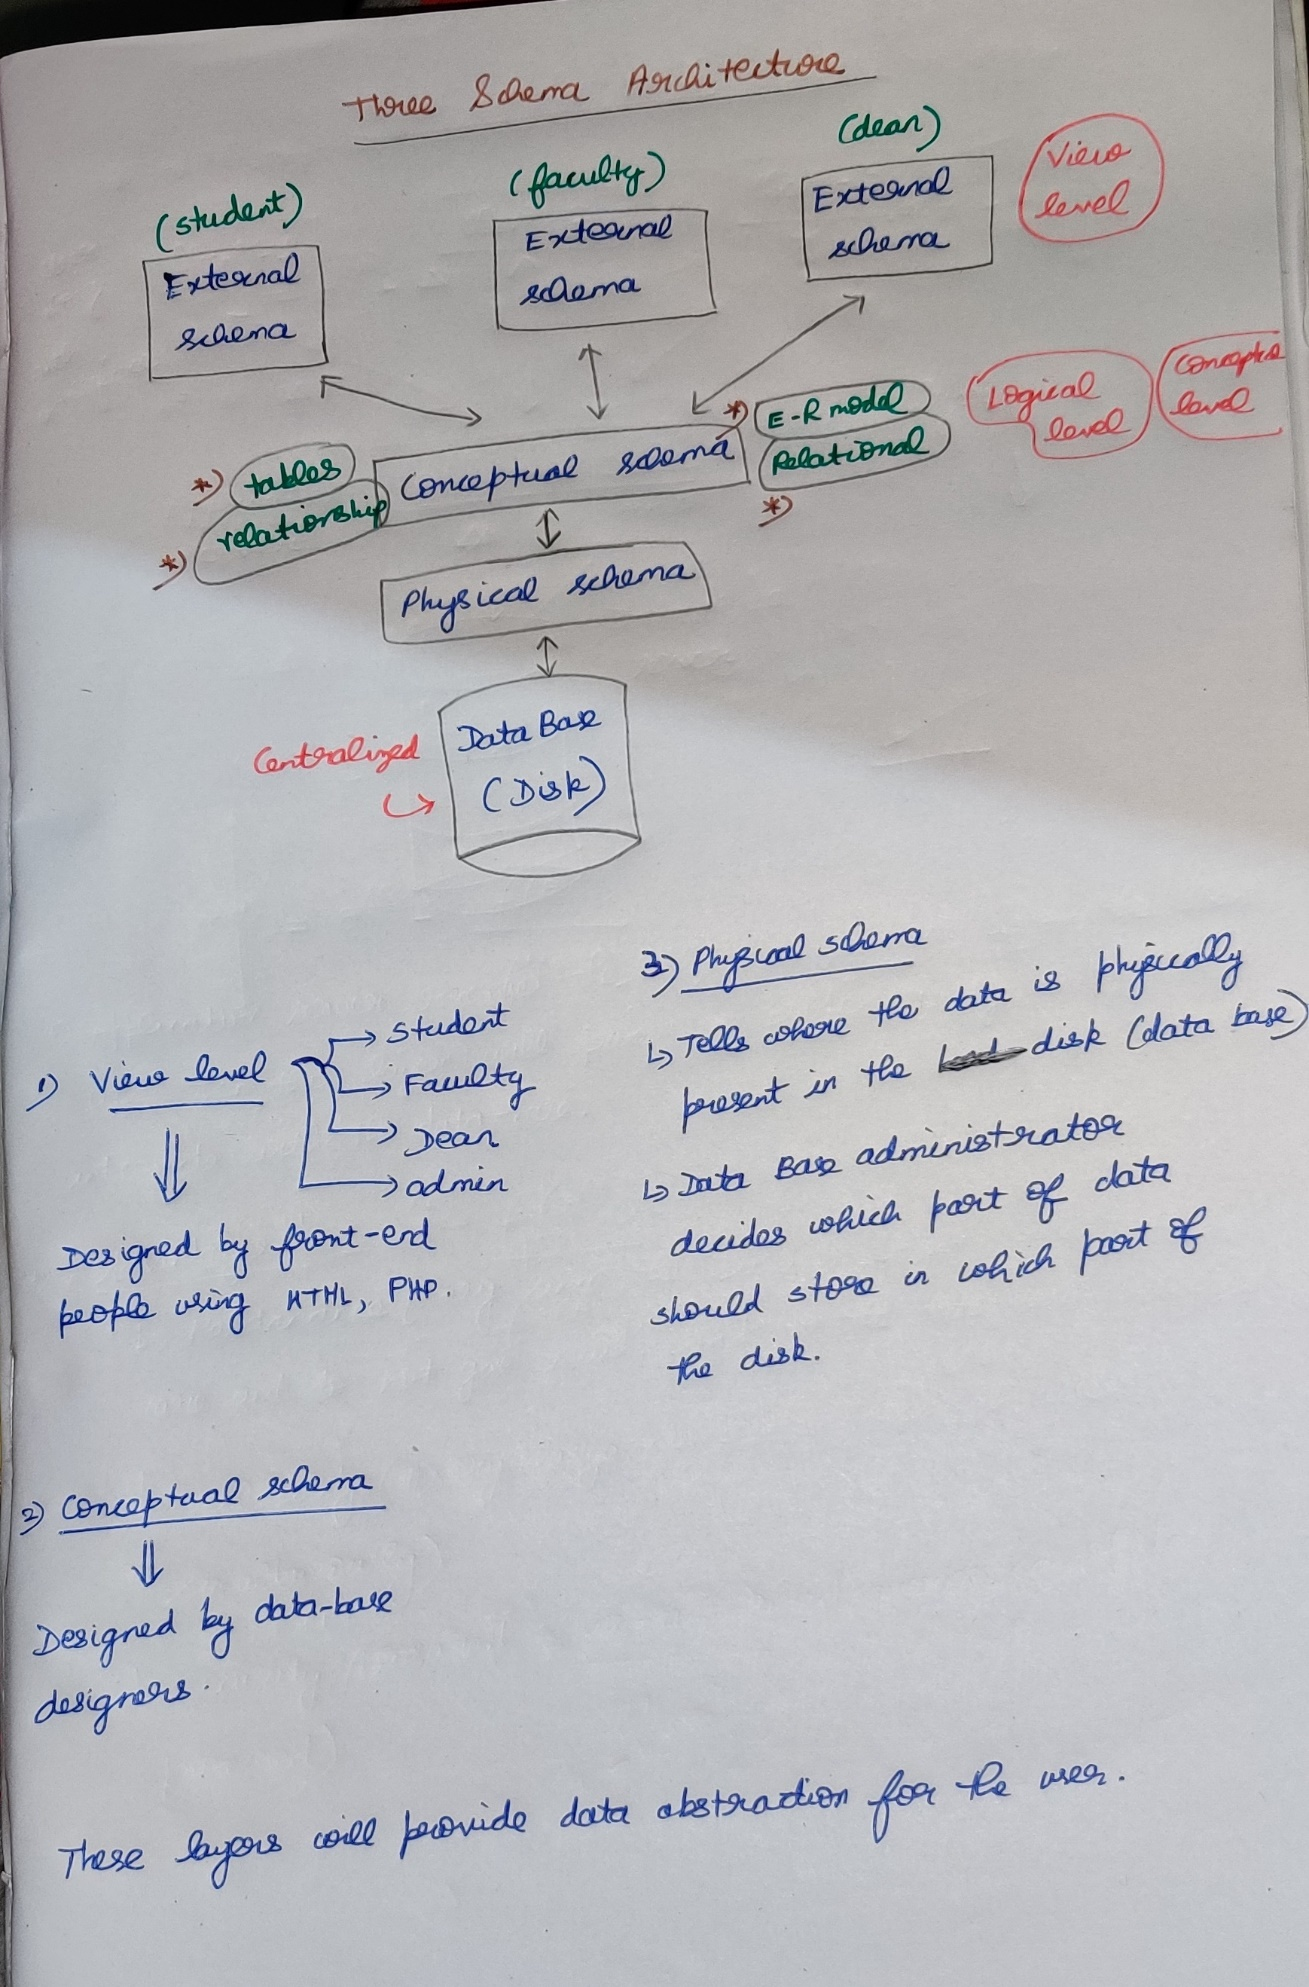 Three Schema Architecture
(student)
(faculty)
(dean)
View
level
External
schema
External
schema
External
schema
Logical
level
Conceptua
level
*) tables
*) relationship
Conceptual schema
*) E-R model
Relational
*)
Physical schema
Centralized
Data Base
(Disk)
1) View level
Student
Faculty
Dean
admin
Designed by front-end
people using HTML, PHP.
3) Physical schema
Tells where the data is physically
present in the disk (data base)
Data Base administrator
decides which part of data
should store in which part of
the disk.
2) Conceptual schema
Designed by data-base
designers.
These layers will provide data abstraction for the user.